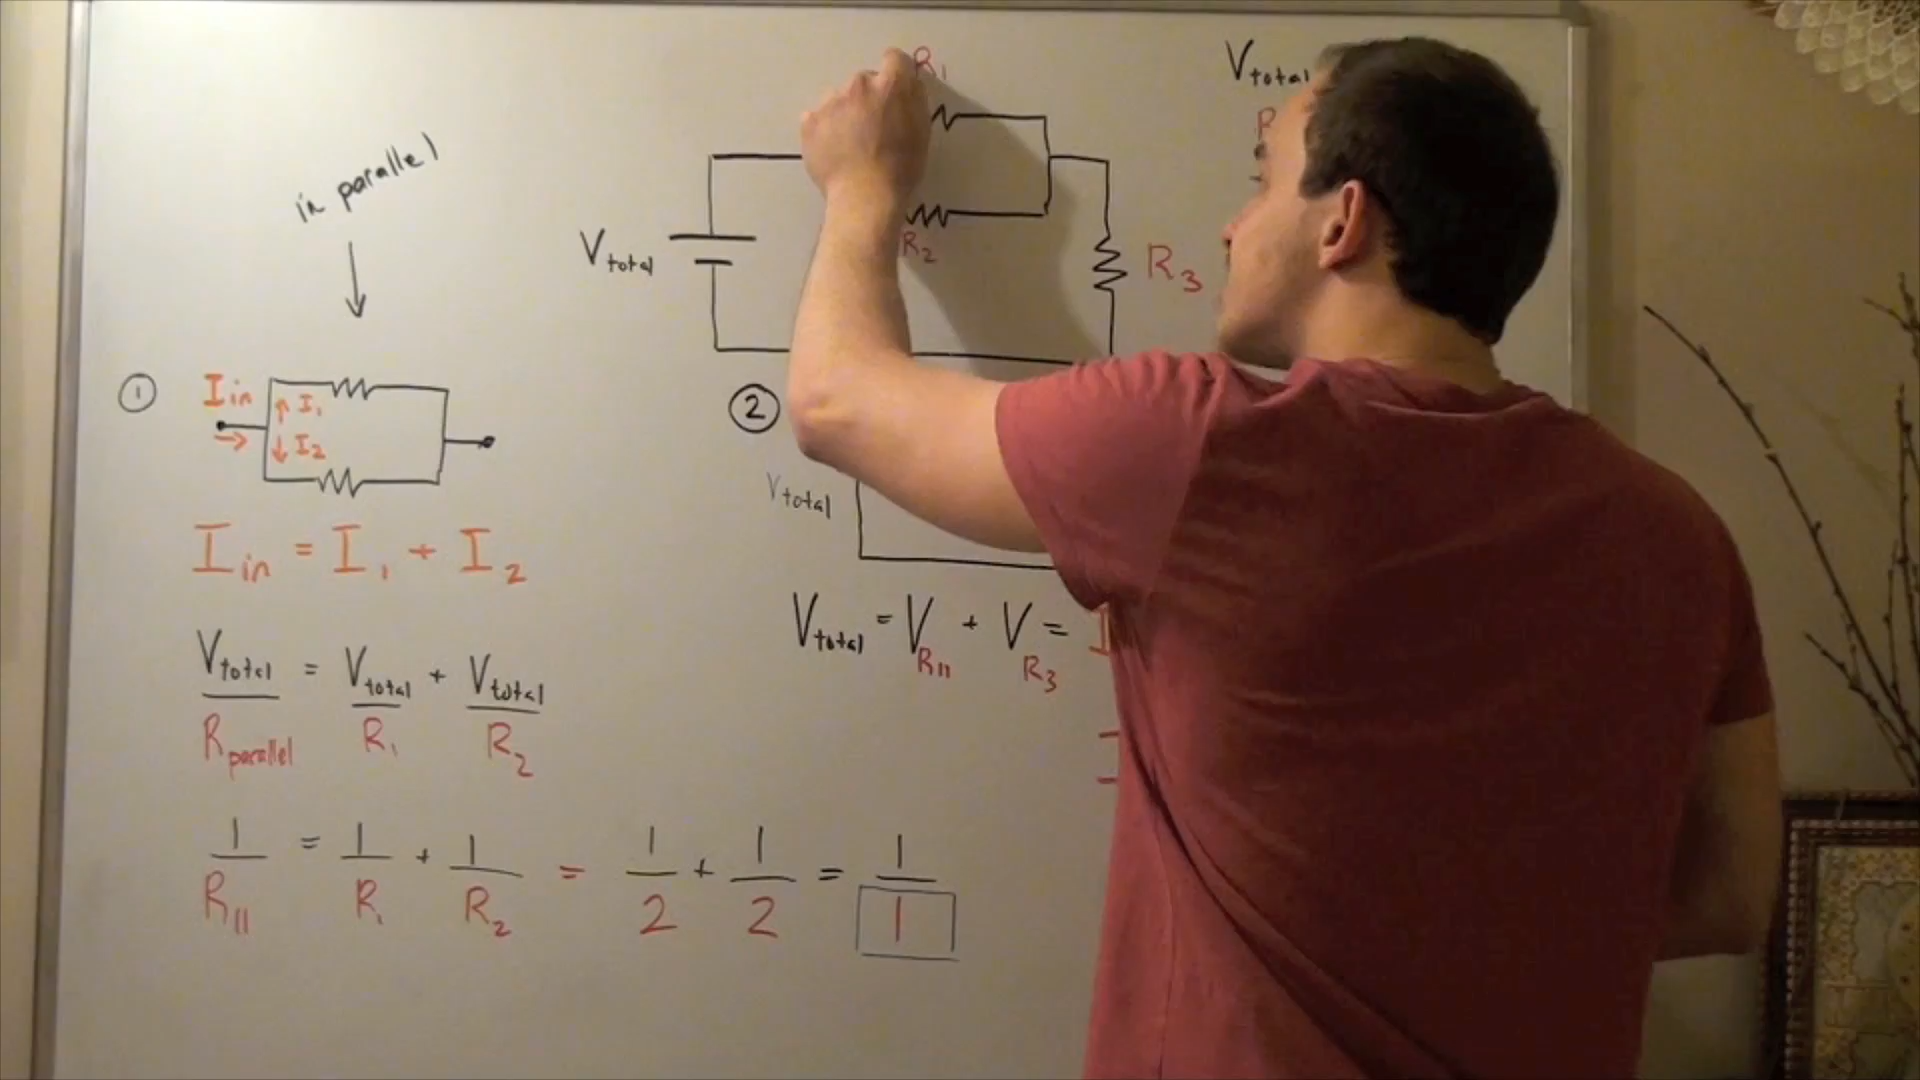 in parallel
R1
Vtotal
Vtotal
R2
R3
1
Iin
I1
I2
2
Vtotal
Iin = I1 + I2
Vtotal = VR11 + VR3 =
Vtotal / Rparallel = Vtotal / R1 + Vtotal / R2
1 / R11 = 1 / R1 + 1 / R2 = 1 / 2 + 1 / 2 = 1 / 1